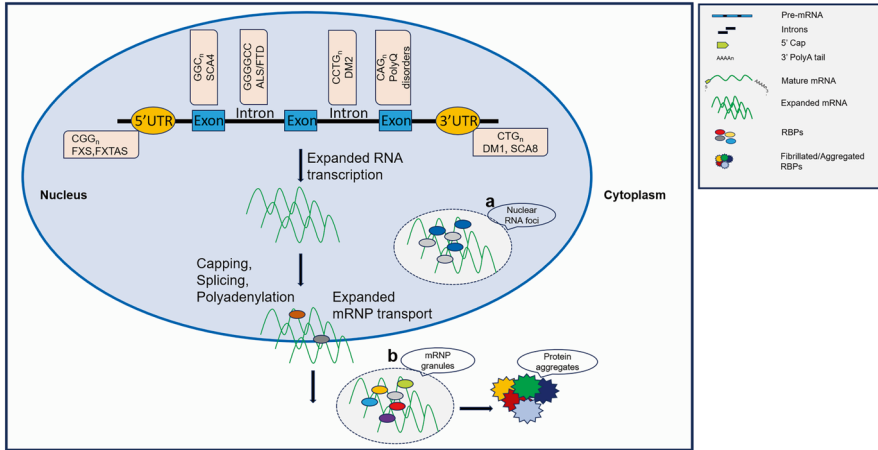 GGCₙ
SCA4
GGGGCC
ALS/FTD
CCTGₙ
DM2
CAGₙ
PolyQ
disorders
5'UTR
Exon
Intron
Exon
Intron
Exon
3'UTR
CGGₙ
FXS,FXTAS
CTGₙ
DM1, SCA8
Expanded RNA
transcription
Nucleus
Cytoplasm
a
Nuclear
RNA foci
Capping,
Splicing,
Polyadenylation
Expanded
mRNP transport
b
mRNP
granules
Protein
aggregates
Pre-mRNA
Introns
5' Cap
AAAAn
3' PolyA tail
AAAAn
Mature mRNA
Expanded mRNA
RBPs
Fibrillated/Aggregated
RBPs